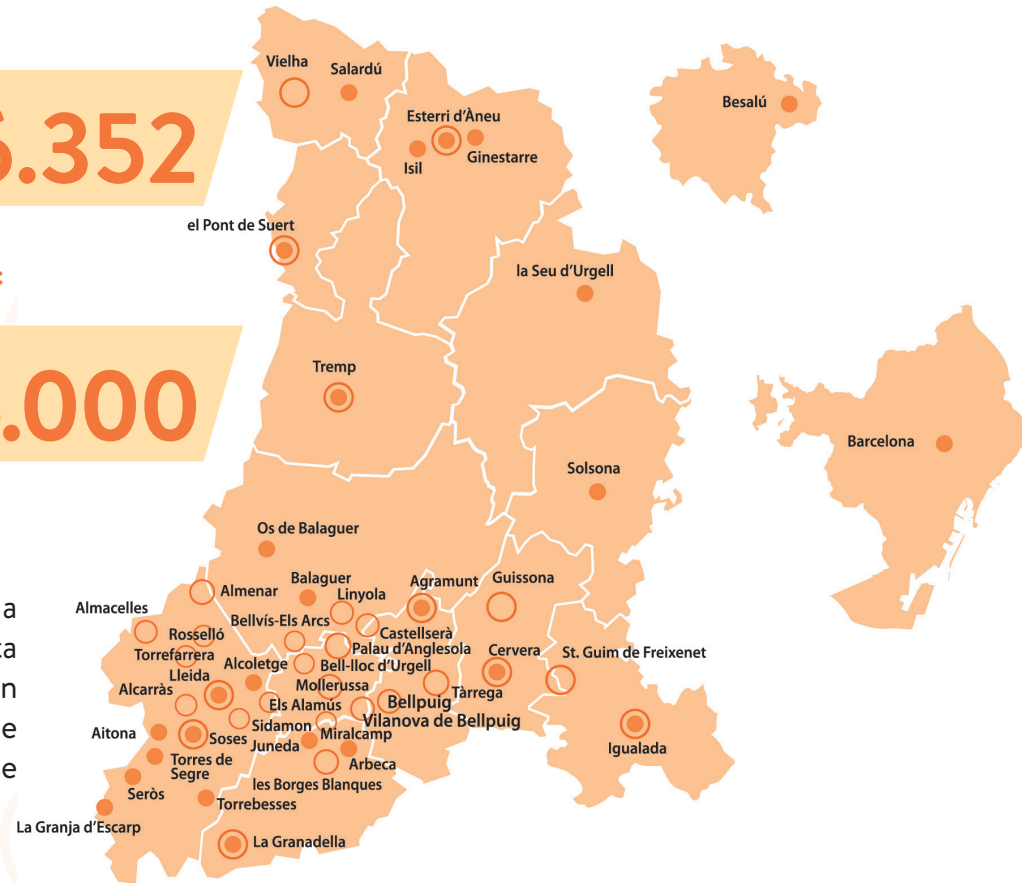 Vielha
Salardú
Besalú
Esterri d'Àneu
Ginestarre
Isil
.352
el Pont de Suert
la Seu d'Urgell
.000
Tremp
Barcelona
Solsona
Os de Balaguer
Almenar
Balaguer
Linyola
Agramunt
Guissona
Almacelles
Bellvís-Els Arcs
Castellserà
Rosselló
Palau d'Anglesola
Cervera
St. Guim de Freixenet
Torrefarrera
Alcoletge
Bell-lloc d'Urgell
Lleida
Mollerussa
Tàrrega
Alcarràs
Els Alamús
Bellpuig
Vilanova de Bellpuig
Sidamon
Aitona
Soses
Juneda
Miralcamp
Igualada
Torres de
Segre
Arbeca
les Borges Blanques
Seròs
Torrebesses
La Granja d'Escarp
La Granadella
a
n
e
e